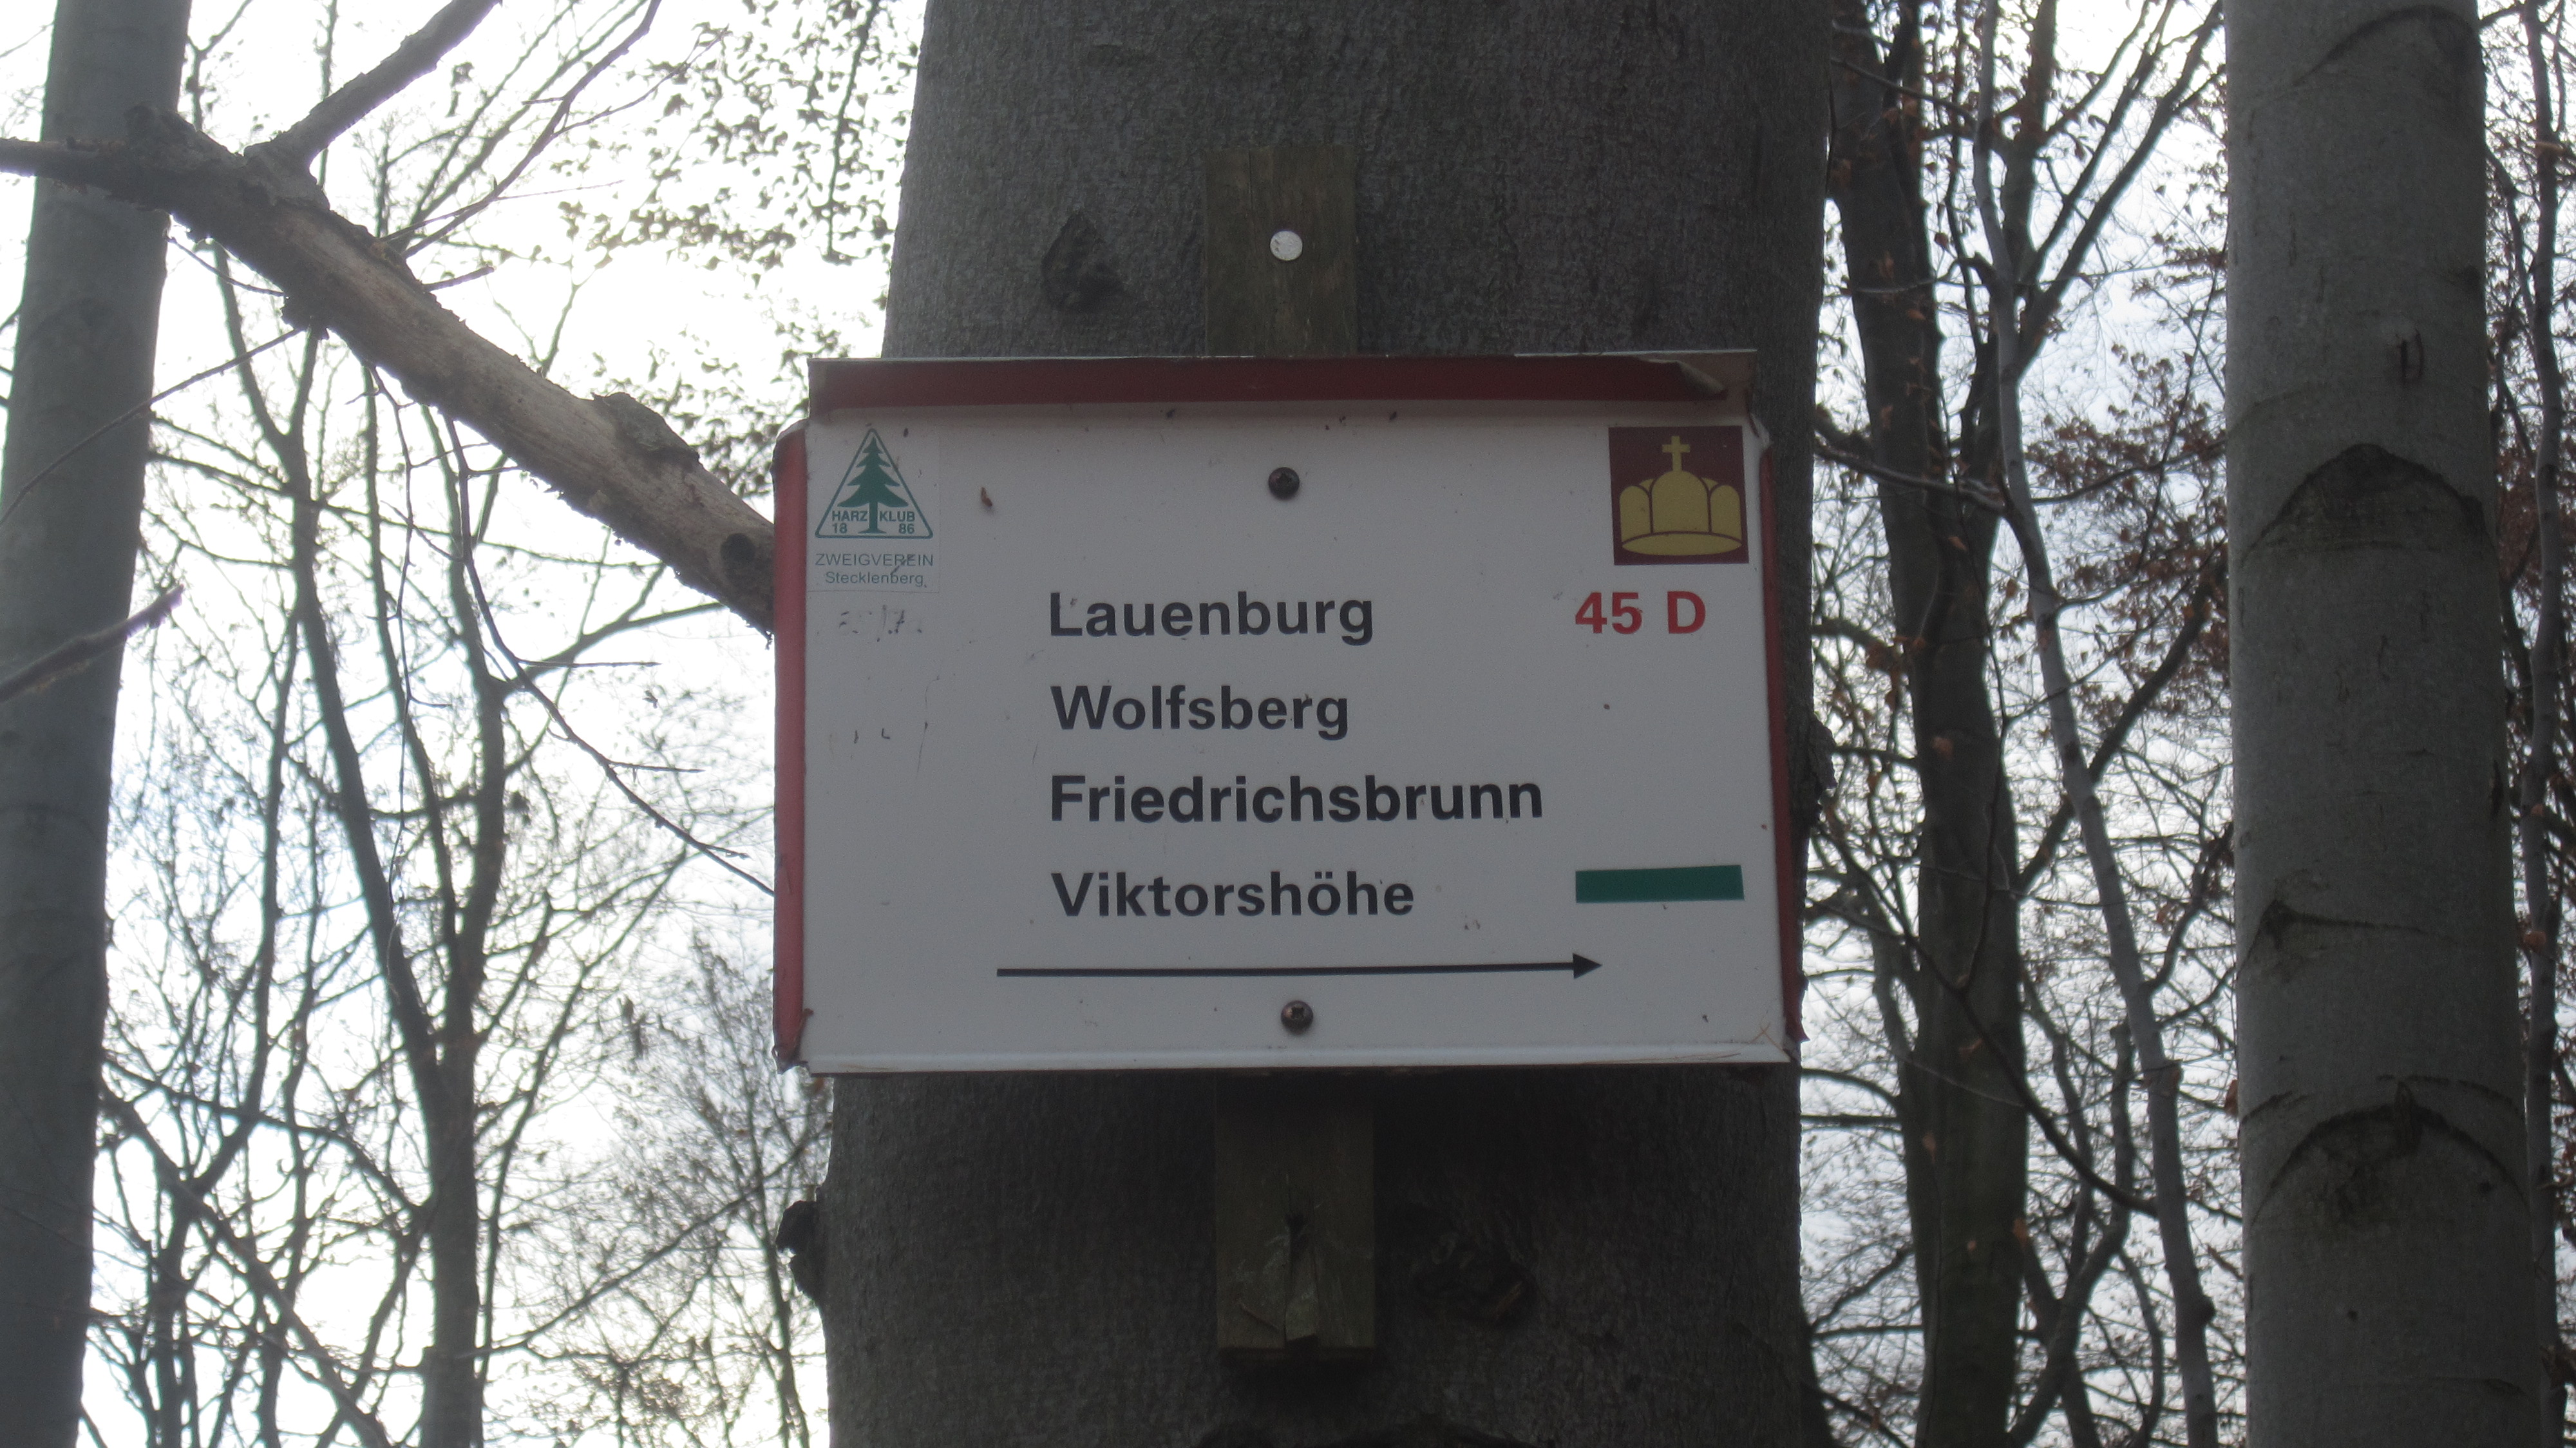 HARZ KLUB
18 86
ZWEIGVEREIN
Stecklenberg
Lauenburg 45 D
Wolfsberg
Friedrichsbrunn
Viktorshöhe